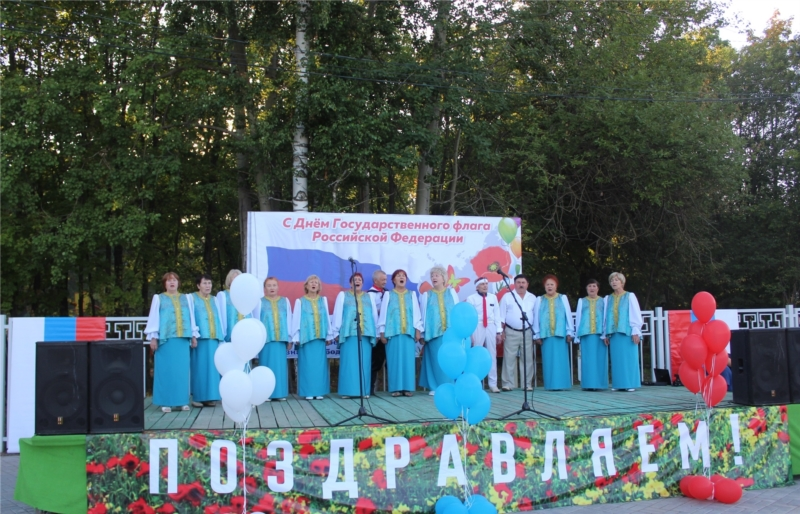 С Днём Государственного флага
Российской Федерации
ПОЗДРАВЛЯЕМ!